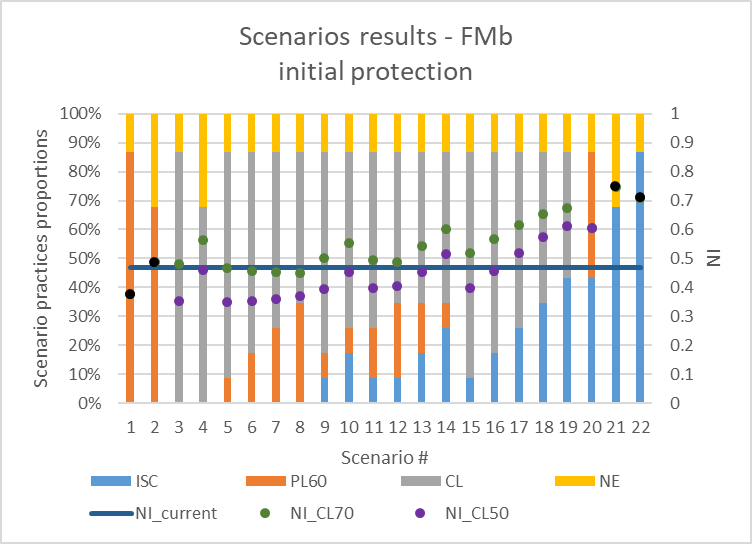 Scenarios results - FMb
initial protection
Scenario practices proportions
100%
90%
80%
70%
60%
50%
40%
30%
20%
10%
0%
1
0.9
0.8
0.7
0.6
0.5
0.4
0.3
0.2
0.1
0
NI
1 2 3 4 5 6 7 8 9 10 11 12 13 14 15 16 17 18 19 20 21 22
Scenario #
ISC PL60 CL NE
NI_current NI_CL70 NI_CL50